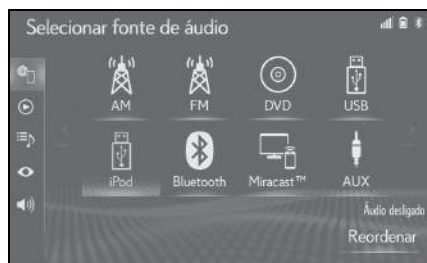 Selecionar fonte de áudio
AM FM DVD USB
iPod Bluetooth Miracast™ AUX
Áudio desligado
Reordenar